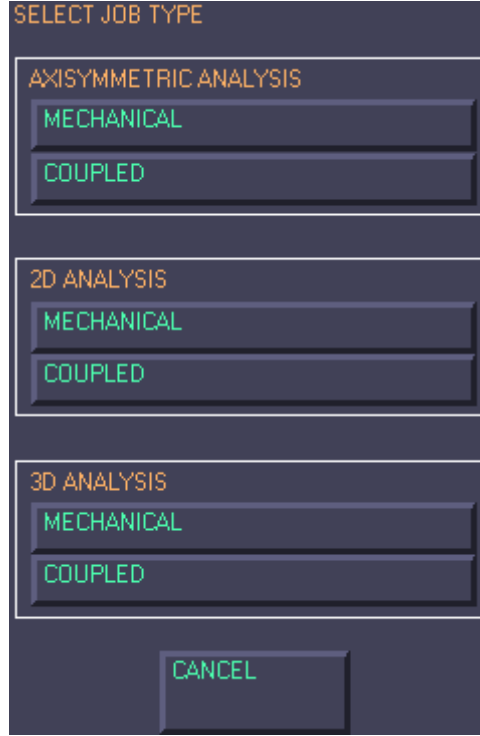 SELECT JOB TYPE
AXISYMMETRIC ANALYSIS
MECHANICAL
COUPLED
2D ANALYSIS
MECHANICAL
COUPLED
3D ANALYSIS
MECHANICAL
COUPLED
CANCEL